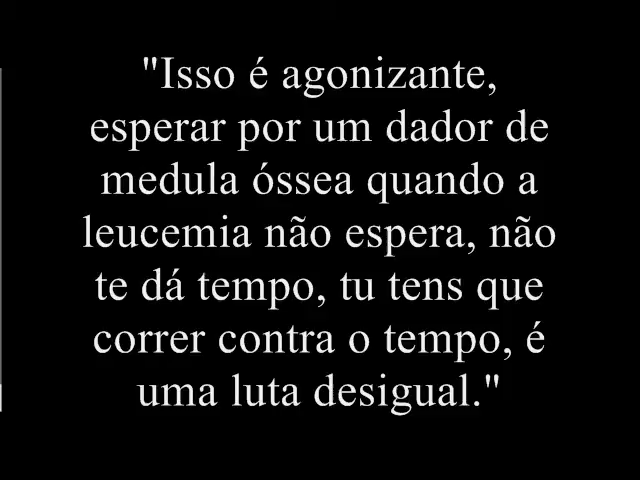 "Isso é agonizante,
esperar por um dador de
medula óssea quando a
leucemia não espera, não
te dá tempo, tu tens que
correr contra o tempo, é
uma luta desigual."